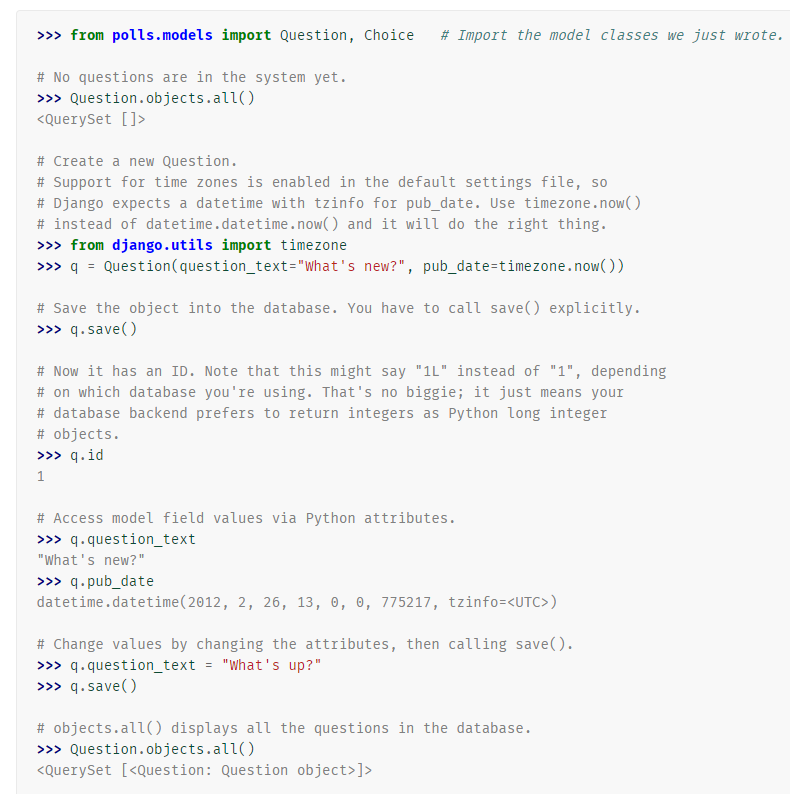 >>> from polls.models import Question, Choice   # Import the model classes we just wrote.
# No questions are in the system yet.
>>> Question.objects.all()
<QuerySet []>
# Create a new Question.
# Support for time zones is enabled in the default settings file, so
# Django expects a datetime with tzinfo for pub_date. Use timezone.now()
# instead of datetime.datetime.now() and it will do the right thing.
>>> from django.utils import timezone
>>> q = Question(question_text="What's new?", pub_date=timezone.now())
# Save the object into the database. You have to call save() explicitly.
>>> q.save()
# Now it has an ID. Note that this might say "1L" instead of "1", depending
# on which database you're using. That's no biggie; it just means your
# database backend prefers to return integers as Python long integer
# objects.
>>> q.id
1
# Access model field values via Python attributes.
>>> q.question_text
"What's new?"
>>> q.pub_date
datetime.datetime(2012, 2, 26, 13, 0, 0, 775217, tzinfo=<UTC>)
# Change values by changing the attributes, then calling save().
>>> q.question_text = "What's up?"
>>> q.save()
# objects.all() displays all the questions in the database.
>>> Question.objects.all()
<QuerySet [<Question: Question object>]>